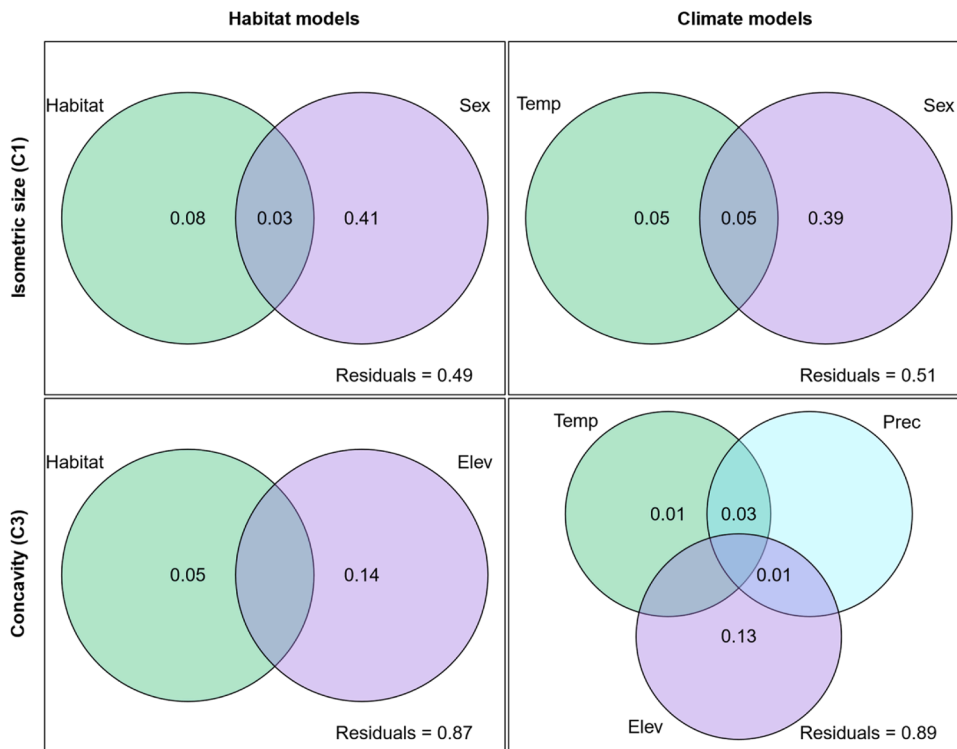 Habitat models
Climate models
Isometric size (C1)
Habitat
Sex
0.08
0.03
0.41
Residuals = 0.49
Temp
Sex
0.05
0.05
0.39
Residuals = 0.51
Concavity (C3)
Habitat
Elev
0.05
0.14
Residuals = 0.87
Temp
Prec
0.01
0.03
0.01
0.13
Elev
Residuals = 0.89